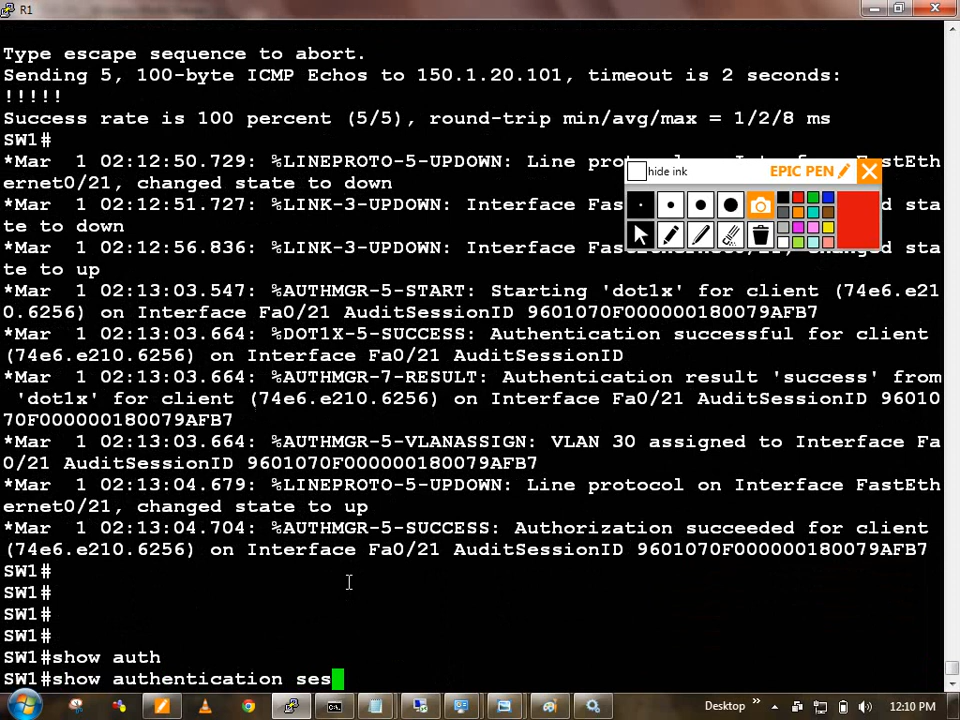 R1
Type escape sequence to abort.
Sending 5, 100-byte ICMP Echos to 150.1.20.101, timeout is 2 seconds:
!!!!!
Success rate is 100 percent (5/5), round-trip min/avg/max = 1/2/8 ms
SW1#
*Mar  1 02:12:50.729: %LINEPROTO-5-UPDOWN: Line protocol on Interface FastEth
ernet0/21, changed state to down
*Mar  1 02:12:51.727: %LINK-3-UPDOWN: Interface Fas sta
te to down
*Mar  1 02:12:56.836: %LINK-3-UPDOWN: Interface Fas changed sta
te to up
*Mar  1 02:13:03.547: %AUTHMGR-5-START: Starting 'dot1x' for client (74e6.e21
0.6256) on Interface Fa0/21 AuditSessionID 9601070F000000180079AFB7
*Mar  1 02:13:03.664: %DOT1X-5-SUCCESS: Authentication successful for client
(74e6.e210.6256) on Interface Fa0/21 AuditSessionID
*Mar  1 02:13:03.664: %AUTHMGR-7-RESULT: Authentication result 'success' from
 'dot1x' for client (74e6.e210.6256) on Interface Fa0/21 AuditSessionID 96010
70F000000180079AFB7
*Mar  1 02:13:03.664: %AUTHMGR-5-VLANASSIGN: VLAN 30 assigned to Interface Fa
0/21 AuditSessionID 9601070F000000180079AFB7
*Mar  1 02:13:04.679: %LINEPROTO-5-UPDOWN: Line protocol on Interface FastEth
ernet0/21, changed state to up
*Mar  1 02:13:04.704: %AUTHMGR-5-SUCCESS: Authorization succeeded for client
(74e6.e210.6256) on Interface Fa0/21 AuditSessionID 9601070F000000180079AFB7
SW1#
SW1#
SW1#
SW1#
SW1#show auth
SW1#show authentication ses
hide ink
EPIC PEN
Desktop
12:10 PM